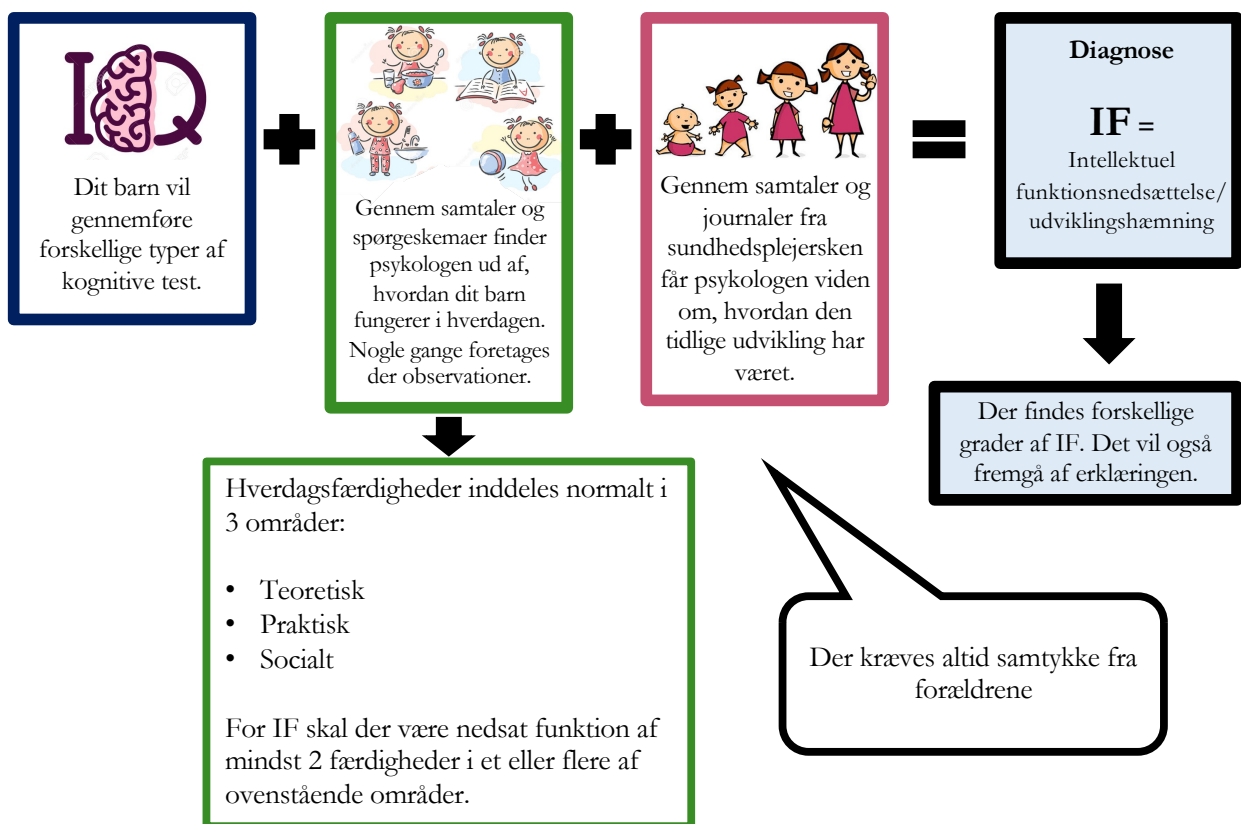 IQ
Dit barn vil
gennemføre
forskellige typer af
kognitive test.
Gennem samtaler og
spørgeskemaer finder
psykologen ud af,
hvordan dit barn
fungerer i hverdagen.
Nogle gange foretages
der observationer.
Gennem samtaler og
journaler fra
sundhedsplejersken
får psykologen viden
om, hvordan den
tidlige udvikling har
været.
Diagnose
IF =
Intellektuel
funktionsnedsættelse/
udviklingshæmning
Der findes forskellige
grader af IF. Det vil også
fremgå af erklæringen.
Hverdagsfærdigheder inddeles normalt i
3 områder:
• Teoretisk
• Praktisk
• Socialt
For IF skal der være nedsat funktion af
mindst 2 færdigheder i et eller flere af
ovenstående områder.
Der kræves altid samtykke fra
forældrene